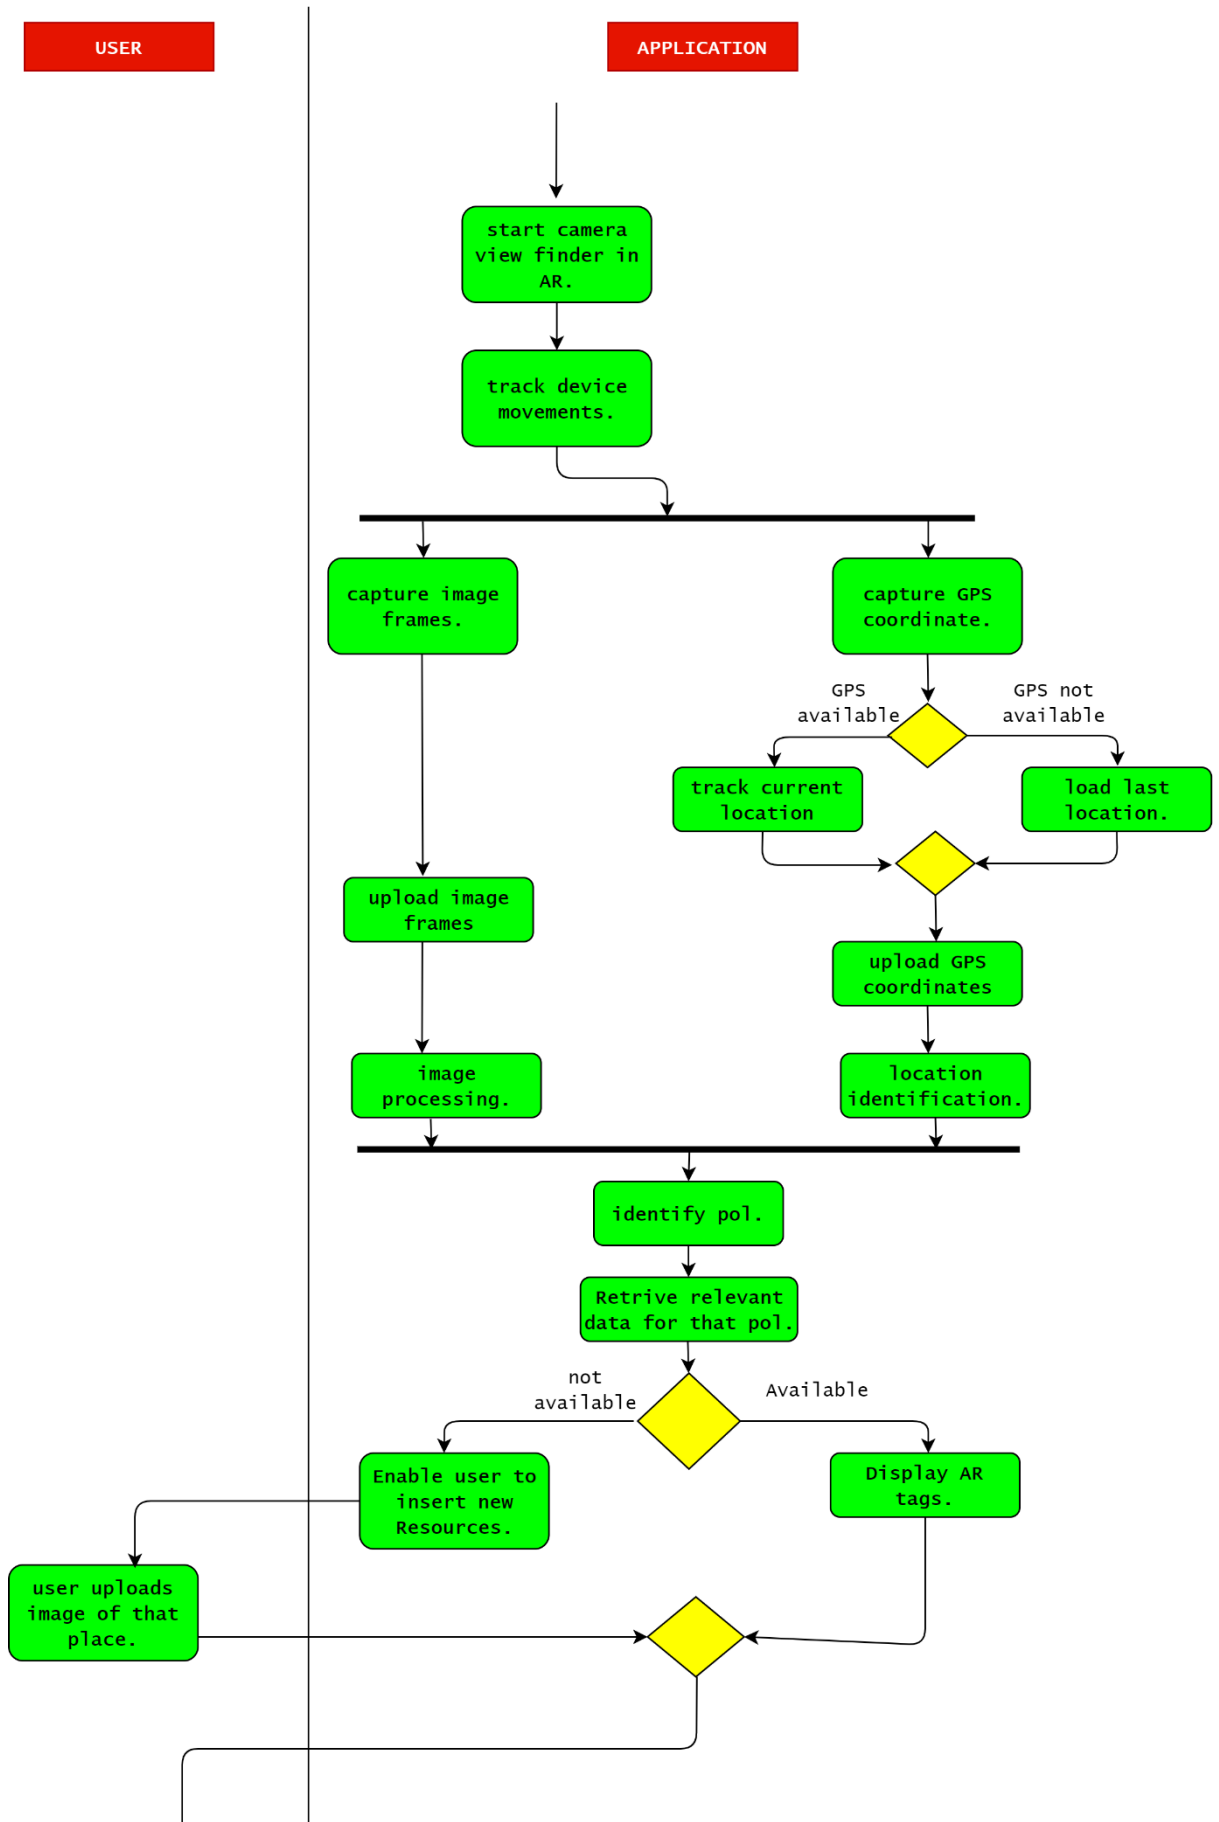 USER
APPLICATION
start camera
view finder in
AR.
track device
movements.
capture image
frames.
capture GPS
coordinate.
GPS
available
GPS not
available
track current
location
load last
location.
upload image
frames
upload GPS
coordinates
image
processing.
location
identification.
identify pol.
Retrive relevant
data for that pol.
not
available
Available
Enable user to
insert new
Resources.
Display AR
tags.
user uploads
image of that
place.